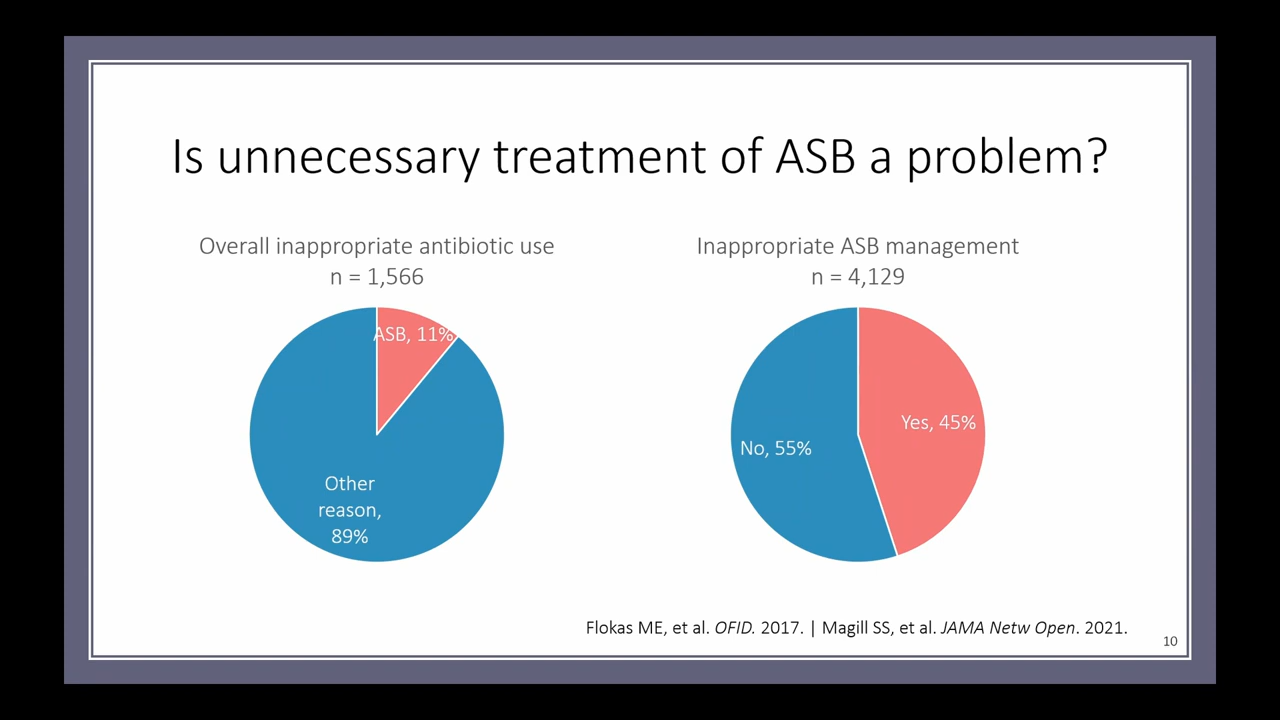 Is unnecessary treatment of ASB a problem?
Overall inappropriate antibiotic use
n = 1,566
ASB, 11%
Other
reason,
89%
Inappropriate ASB management
n = 4,129
Yes, 45%
No, 55%
Flokas ME, et al. OFID. 2017. | Magill SS, et al. JAMA Netw Open. 2021.
10